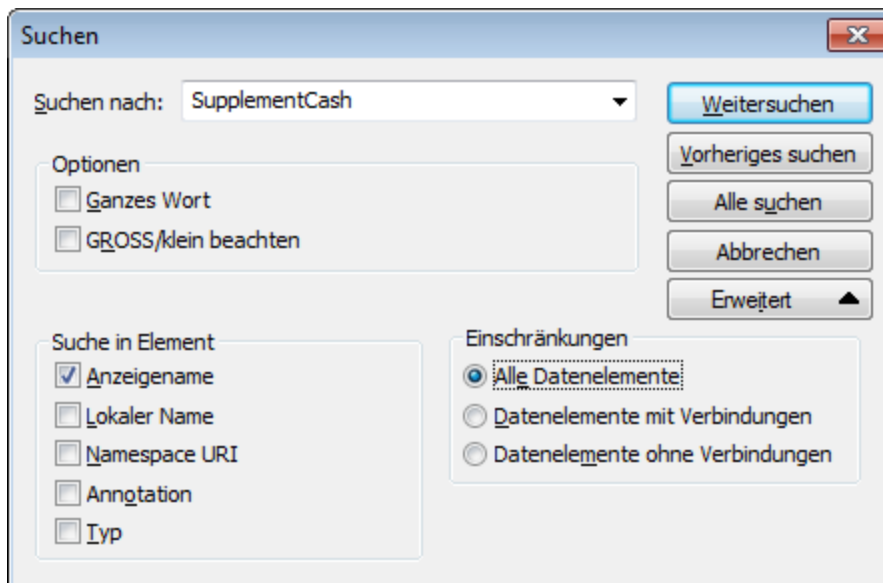 Suchen
Suchen nach: SupplementCash
Weitersuchen
Vorheriges suchen
Alle suchen
Abbrechen
Erweitert
Optionen
Ganzes Wort
GROSS/klein beachten
Suche in Element
Anzeigename
Lokaler Name
Namespace URI
Annotation
Typ
Einschränkungen
Alle Datenelemente
Datenelemente mit Verbindungen
Datenelemente ohne Verbindungen